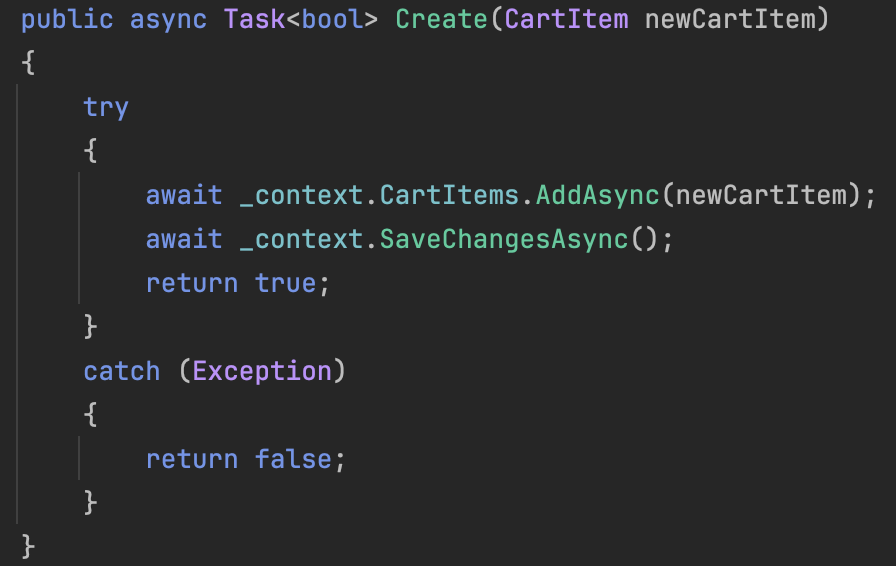 public async Task<bool> Create(CartItem newCartItem)
{
    try
    {
        await _context.CartItems.AddAsync(newCartItem);
        await _context.SaveChangesAsync();
        return true;
    }
    catch (Exception)
    {
        return false;
    }
}